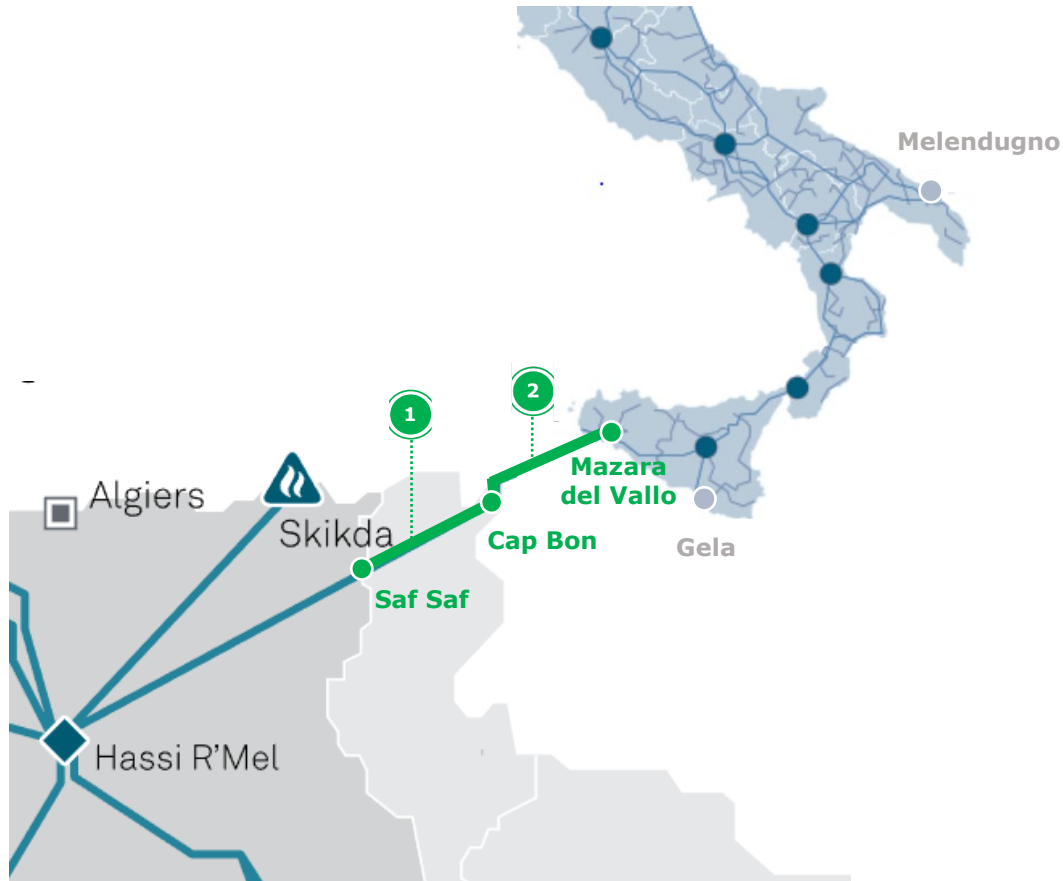 Melendugno
2
1
Mazara
del Vallo
Algiers
Skikda
Cap Bon
Gela
Saf Saf
Hassi R'Mel